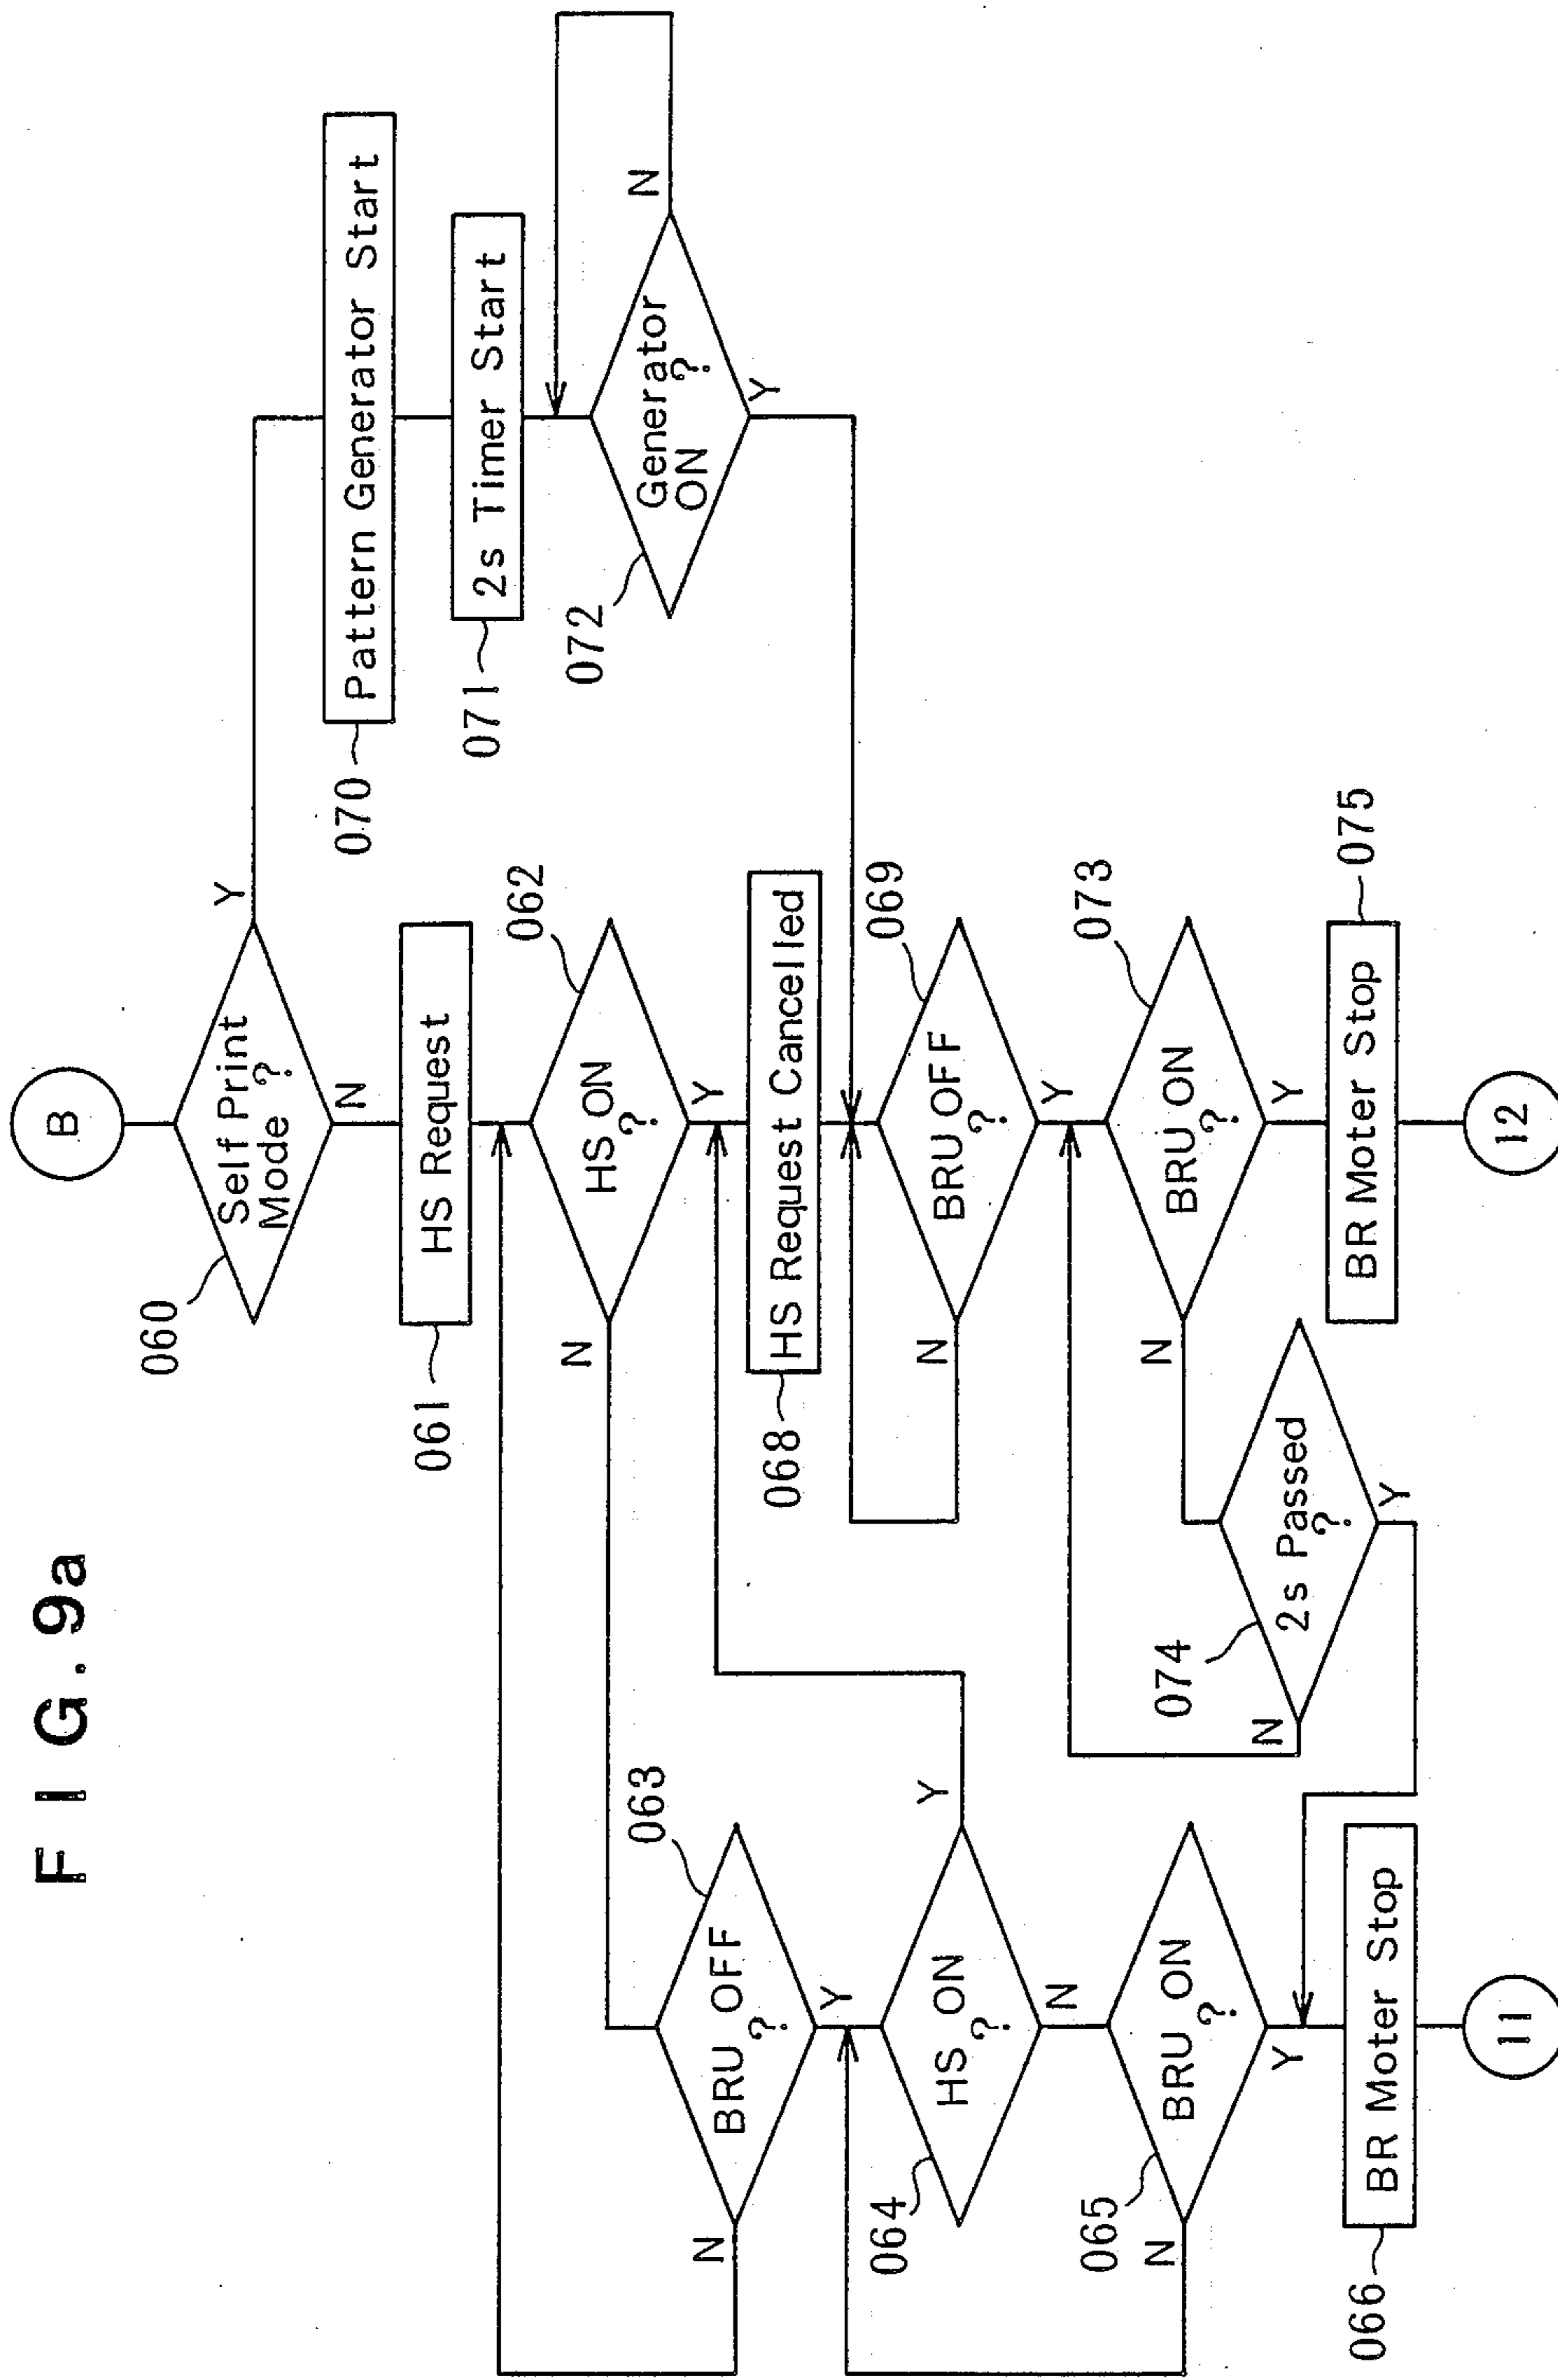 FIG. 9a
B
060
Self Print
Mode ?
Y
N
070
Pattern Generator Start
061
HS Request
071
2s Timer Start
062
HS ON
?
N
Y
072
Generator
ON ?
N
Y
063
BRU OFF
?
N
Y
068
HS Request Cancelled
064
HS ON
?
Y
N
069
BRU OFF
?
N
Y
065
BRU ON
?
N
Y
073
BRU ON
?
N
Y
074
2s Passed
?
N
Y
066
BR Moter Stop
BR Moter Stop
075
11
12